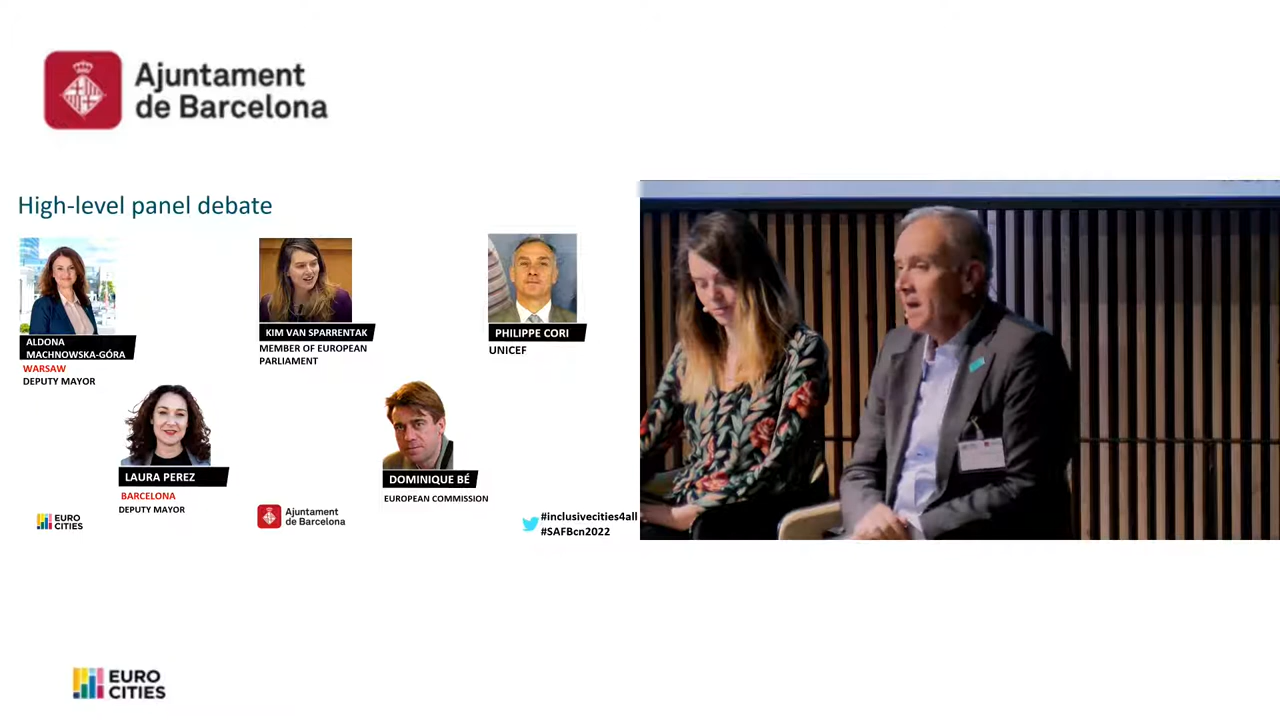 Ajuntament
de Barcelona
High-level panel debate
ALDONA
MACHNOWSKA-GÓRA
WARSAW
DEPUTY MAYOR
KIM VAN SPARRENTAK
MEMBER OF EUROPEAN
PARLIAMENT
PHILIPPE CORI
UNICEF
LAURA PEREZ
BARCELONA
DEPUTY MAYOR
DOMINIQUE BÉ
EUROPEAN COMMISSION
EURO
CITIES
Ajuntament
de Barcelona
#inclusivecities4all
#SAFBcn2022
EURO
CITIES